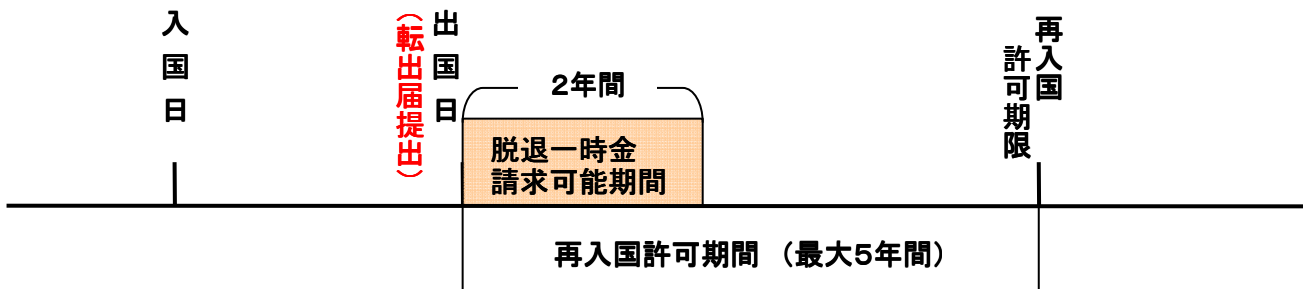 入国日
出国日
（転出届提出）
2年間
脱退一時金
請求可能期間
再入国
許可期限
再入国許可期間 （最大5年間）